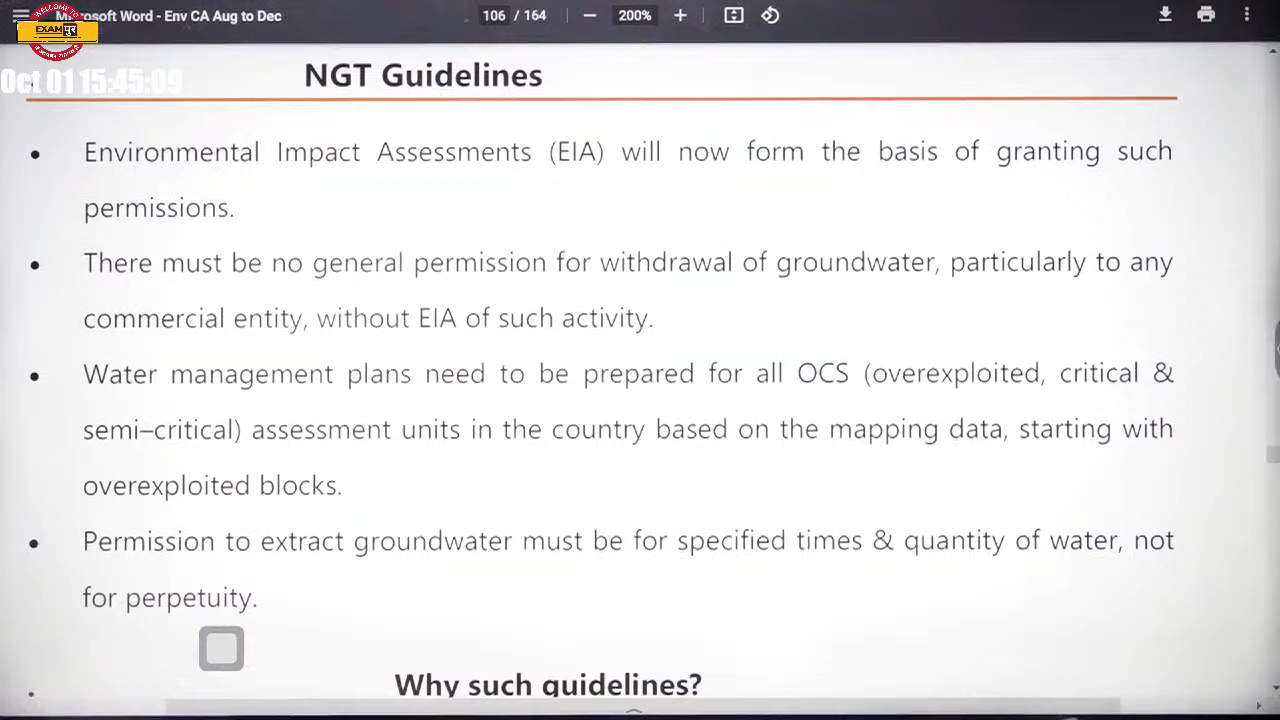 Microsoft Word - Env CA Aug to Dec
106 / 164
200%
WELCOME TO
EXAM पुर
Oct 01 15:45:09
NGT Guidelines
• Environmental Impact Assessments (EIA) will now form the basis of granting such
permissions.
• There must be no general permission for withdrawal of groundwater, particularly to any
commercial entity, without EIA of such activity.
• Water management plans need to be prepared for all OCS (overexploited, critical &
semi–critical) assessment units in the country based on the mapping data, starting with
overexploited blocks.
• Permission to extract groundwater must be for specified times & quantity of water, not
for perpetuity.
Why such guidelines?